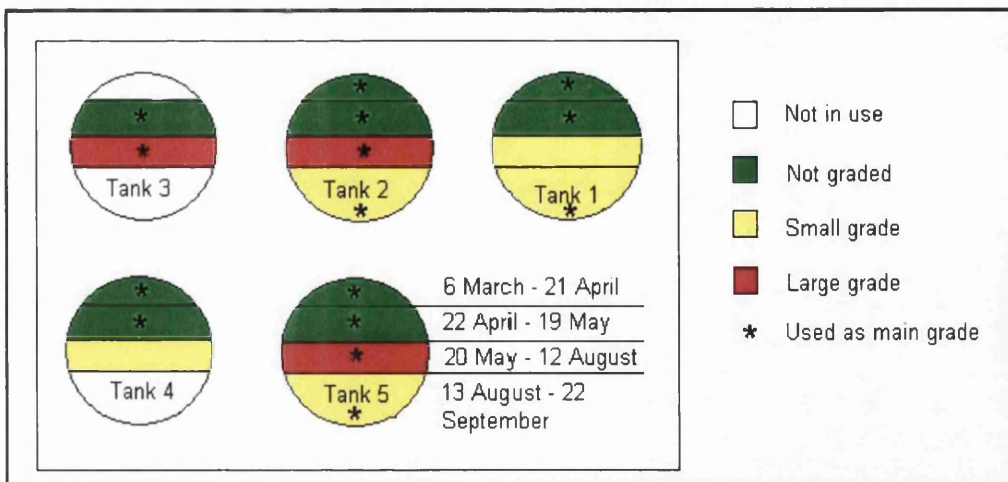 Tank 3
Tank 2
Tank 1
Tank 4
Tank 5
6 March - 21 April
22 April - 19 May
20 May - 12 August
13 August - 22
September
Not in use
Not graded
Small grade
Large grade
* Used as main grade